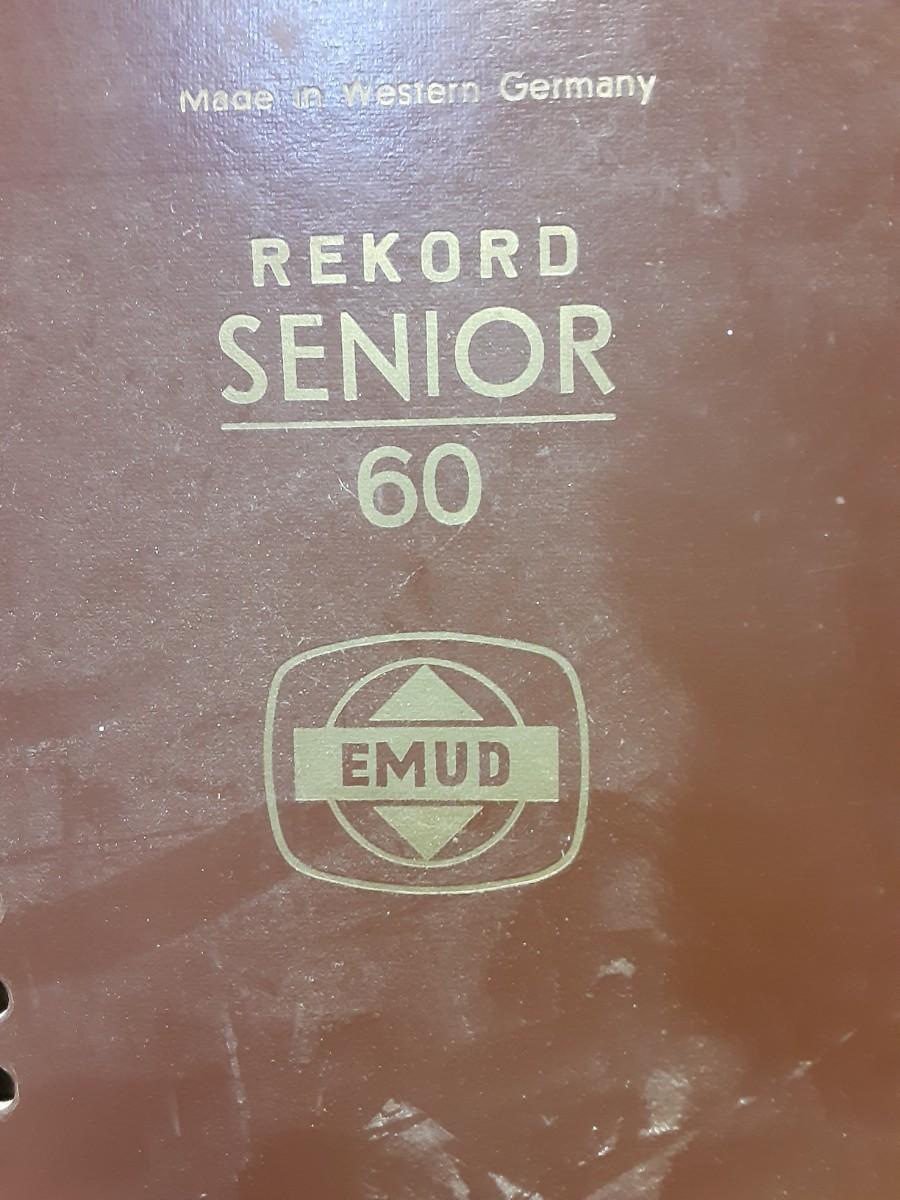 Made in Western Germany
REKORD
SENIOR
60
EMUD